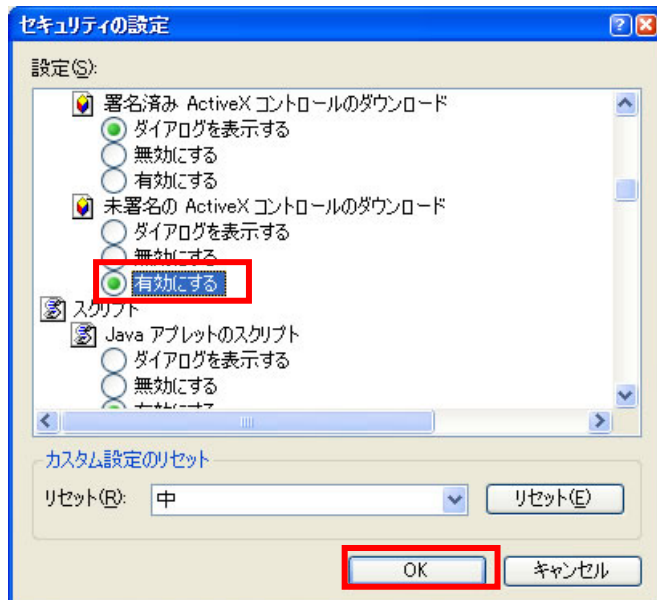 セキュリティの設定
設定(S):
署名済み ActiveX コントロールのダウンロード
ダイアログを表示する
無効にする
有効にする
未署名の ActiveX コントロールのダウンロード
ダイアログを表示する
無効にする
有効にする
スクリプト
Java アプレットのスクリプト
ダイアログを表示する
無効にする
有効にする
カスタム設定のリセット
リセット(R): 中 リセット(E)
OK キャンセル